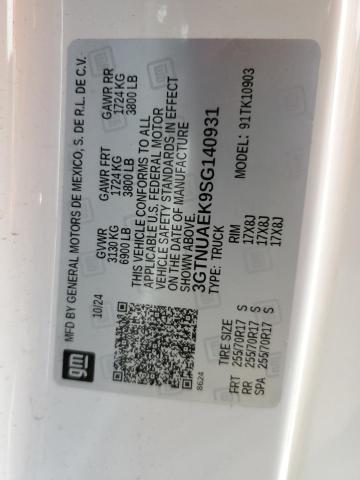 gm
MFD BY GENERAL MOTORS DE MEXICO, S. DE R.L. DE C.V.
10/24
GVWR GAWR FRT GAWR RR
3130 KG 1724 KG 1724 KG
6900 LB 3800 LB 3800 LB
THIS VEHICLE CONFORMS TO ALL
APPLICABLE U.S. FEDERAL MOTOR
VEHICLE SAFETY STANDARDS IN EFFECT
ON THE DATE OF MANUFACTURE
SHOWN ABOVE.
3GTNUAEK9SG140931
TYPE: TRUCK MODEL: 91TK10903
8624
TIRE SIZE RIM
FRT 255/70R17 S 17X8J
RR 255/70R17 S 17X8J
SPA 255/70R17 S 17X8J